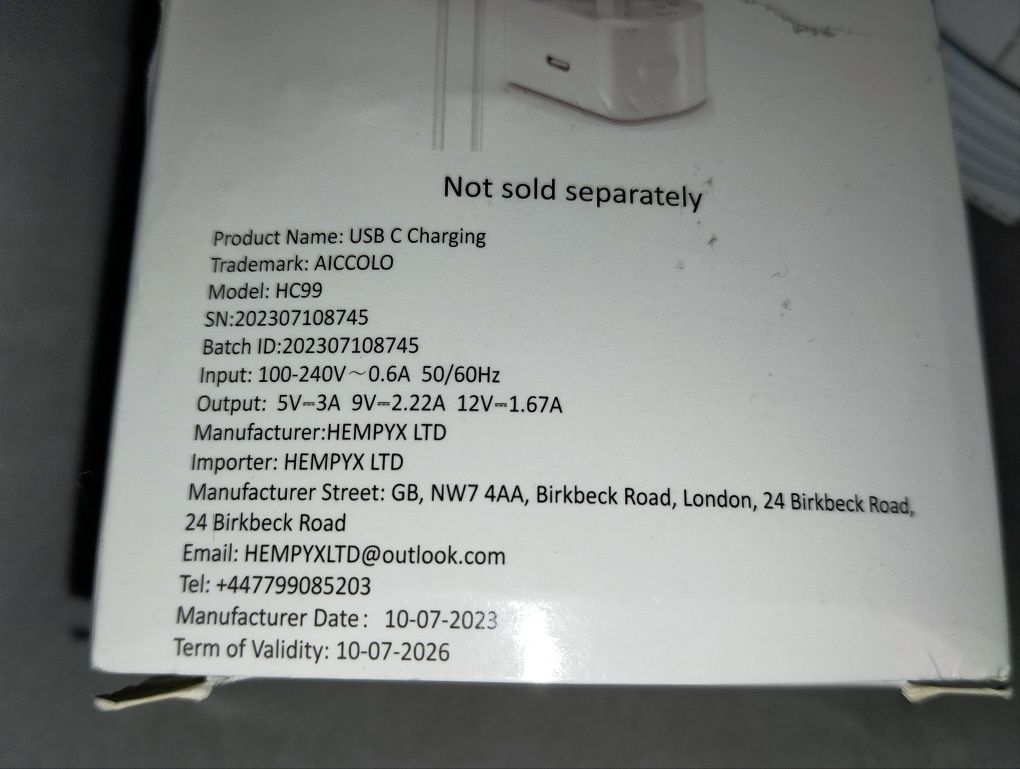 Not sold separately
Product Name: USB C Charging
Trademark: AICCOLO
Model: HC99
SN:202307108745
Batch ID:202307108745
Input: 100-240V～0.6A 50/60Hz
Output: 5V⎓3A 9V⎓2.22A 12V⎓1.67A
Manufacturer:HEMPYX LTD
Importer: HEMPYX LTD
Manufacturer Street: GB, NW7 4AA, Birkbeck Road, London, 24 Birkbeck Road,
24 Birkbeck Road
Email: HEMPYXLTD@outlook.com
Tel: +447799085203
Manufacturer Date: 10-07-2023
Term of Validity: 10-07-2026